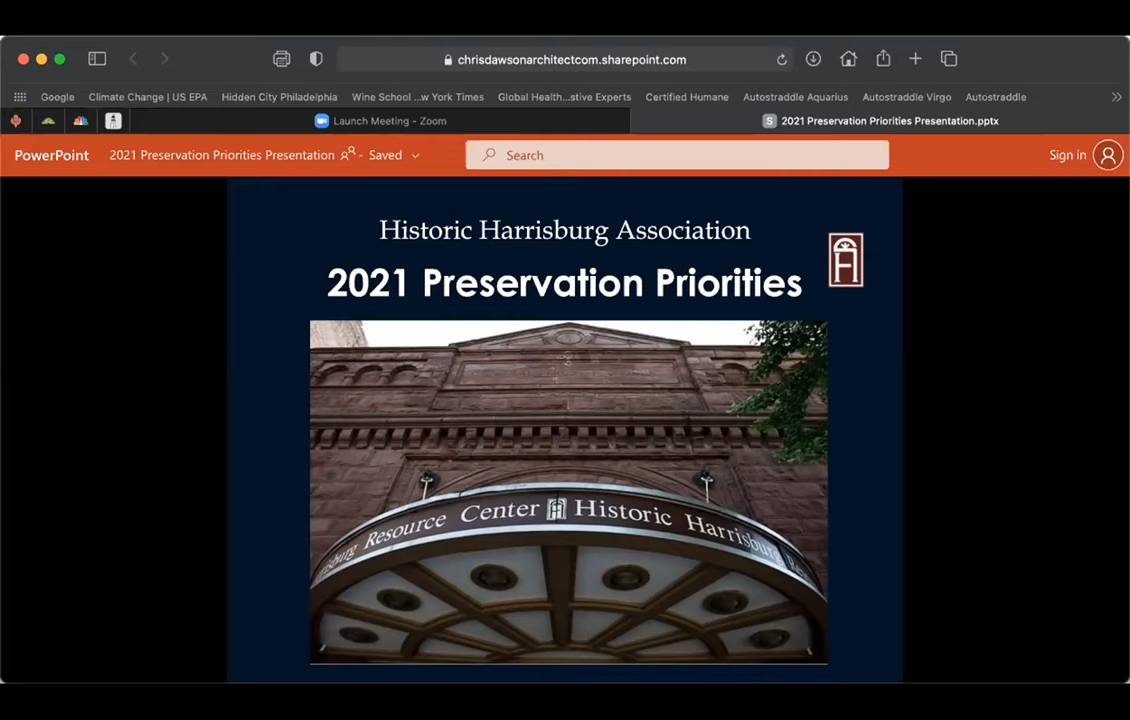 chrisdawsonarchitectcom.sharepoint.com
Google Climate Change | US EPA Hidden City Philadelphia Wine School ...w York Times Global Health...stive Experts Certified Humane Autostraddle Aquarius Autostraddle Virgo Autostraddle
Launch Meeting - Zoom
S 2021 Preservation Priorities Presentation.pptx
PowerPoint 2021 Preservation Priorities Presentation - Saved Search Sign in
Historic Harrisburg Association
2021 Preservation Priorities
H
Resource Center H Historic Harrisburg